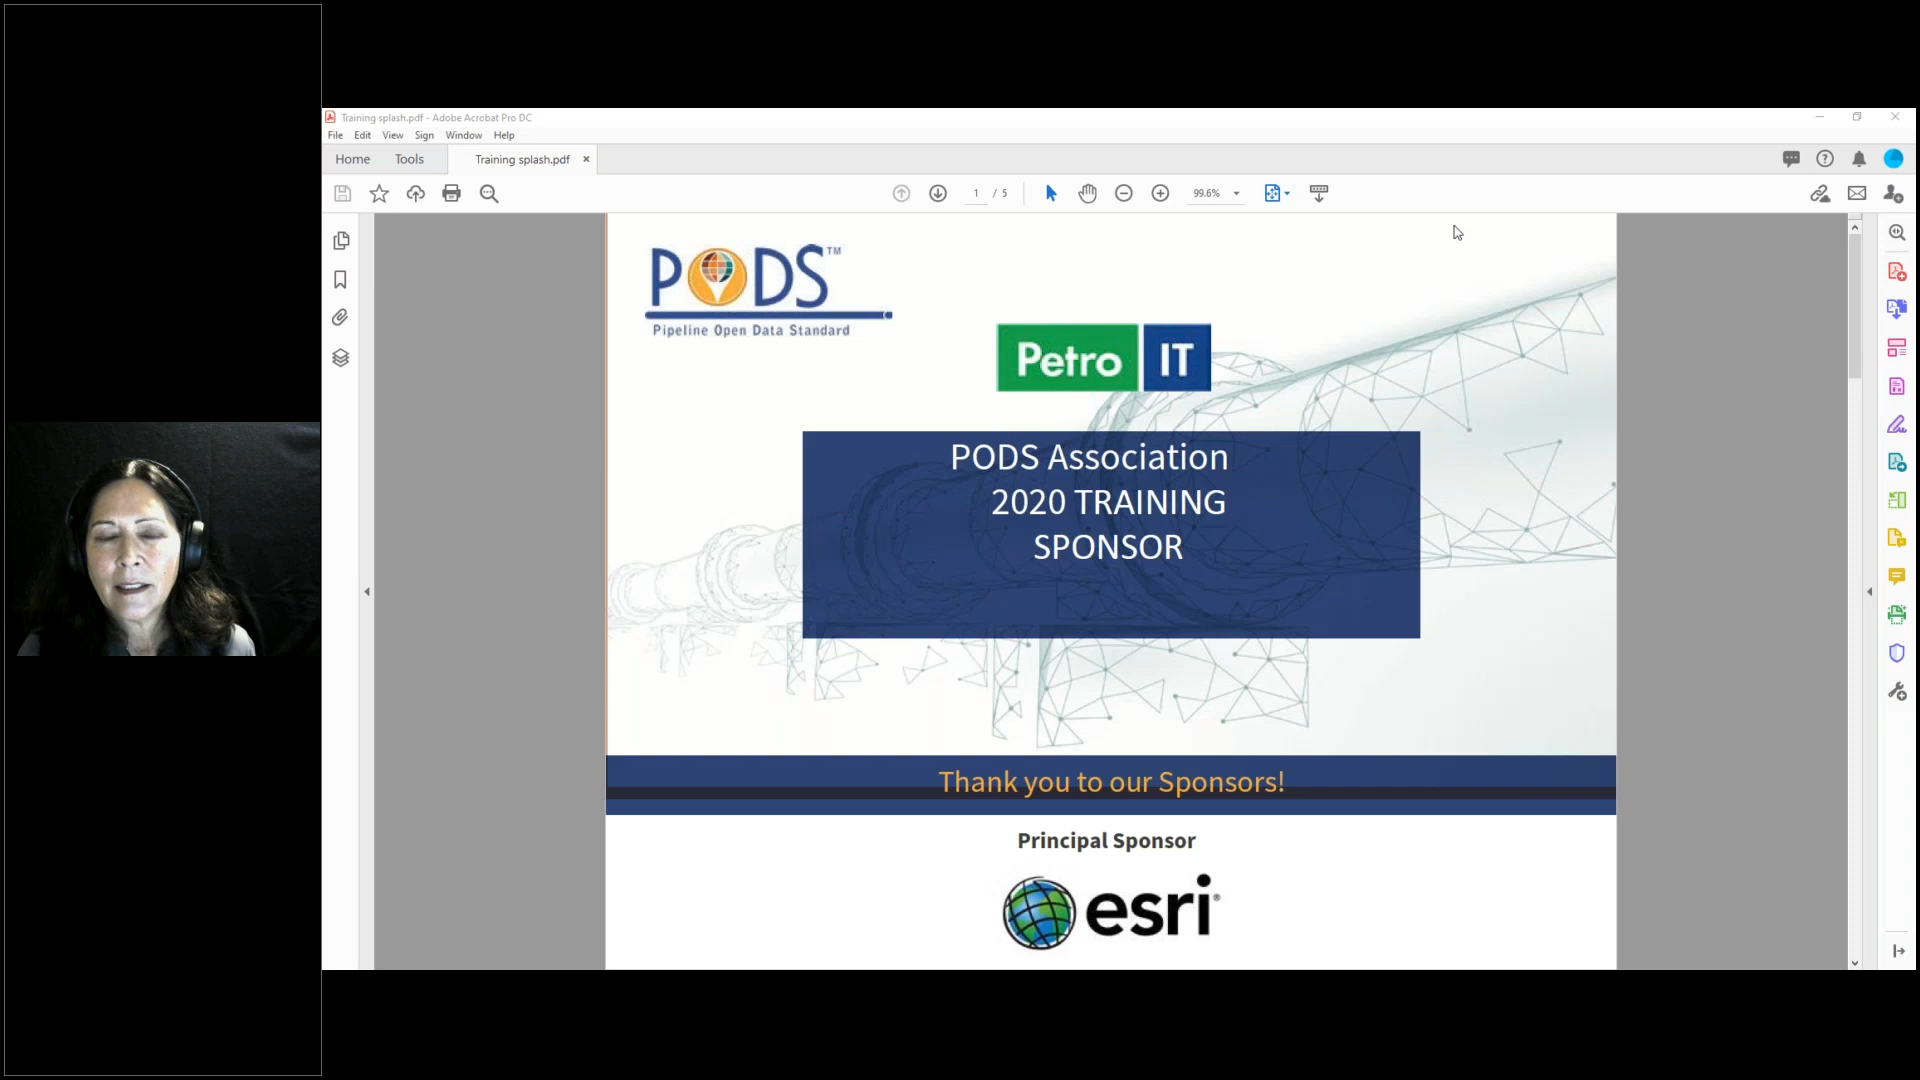 Training splash.pdf - Adobe Acrobat Pro DC
File Edit View Sign Window Help
Home Tools Training splash.pdf ×
1 / 5 99.6%
PODS™
Pipeline Open Data Standard
Petro IT
PODS Association
2020 TRAINING
SPONSOR
Thank you to our Sponsors!
Principal Sponsor
esri®